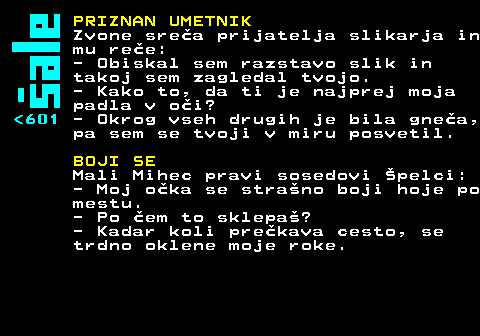 Šale
<601
PRIZNAN UMETNIK
Zvone sreča prijatelja slikarja in
mu reče:
- Obiskal sem razstavo slik in
takoj sem zagledal tvojo.
- Kako to, da ti je najprej moja
padla v oči?
- Okrog vseh drugih je bila gneča,
pa sem se tvoji v miru posvetil.
BOJI SE
Mali Mihec pravi sosedovi Špelci:
- Moj očka se strašno boji hoje po
mestu.
- Po čem to sklepaš?
- Kadar koli prečkava cesto, se
trdno oklene moje roke.